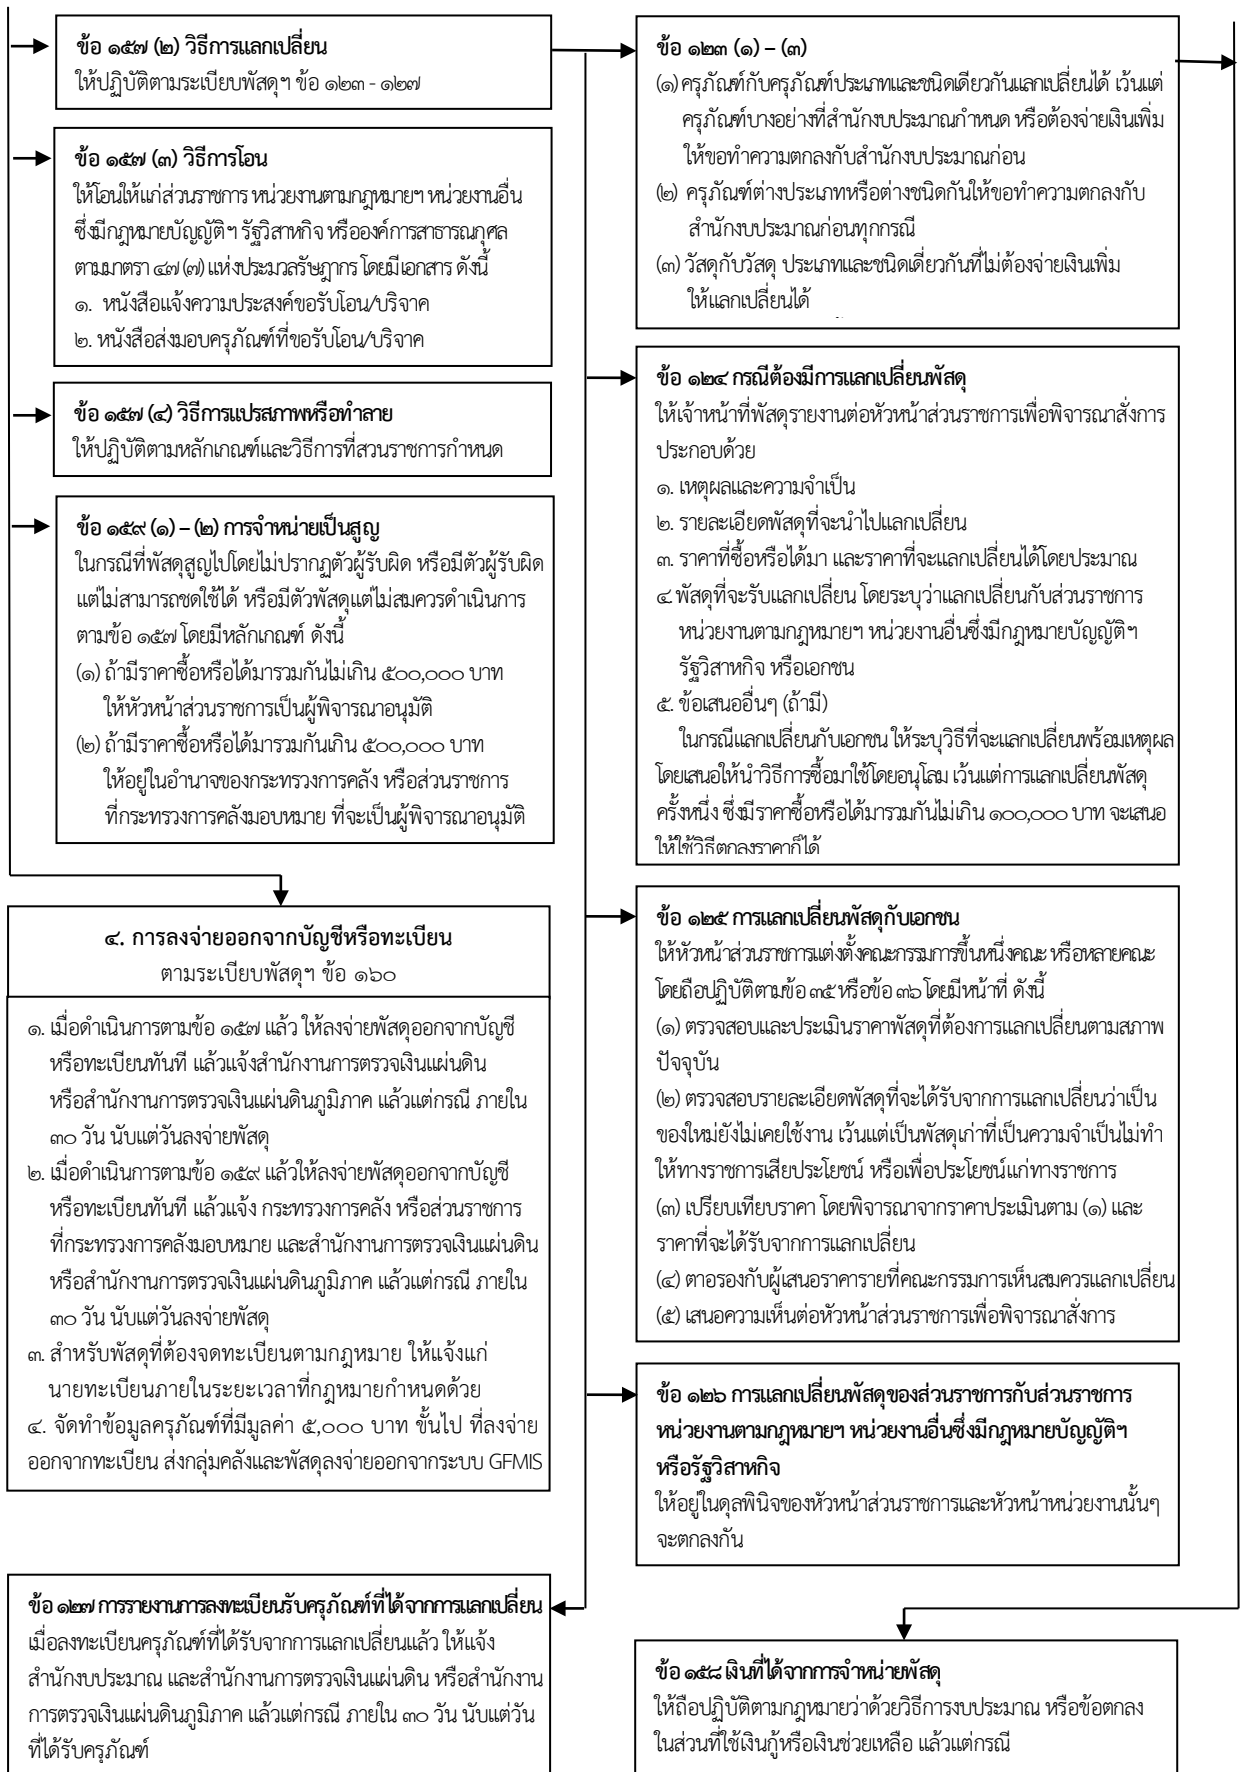 ข้อ ๑๕๗ (๒) วิธีการแลกเปลี่ยน
ให้ปฏิบัติตามระเบียบพัสดุฯ ข้อ ๑๒๓ - ๑๒๗
ข้อ ๑๕๗ (๓) วิธีการโอน
ให้โอนให้แก่ส่วนราชการ หน่วยงานตามกฎหมายฯ หน่วยงานอื่น
ซึ่งมีกฎหมายบัญญัติฯ รัฐวิสาหกิจ หรือองค์การสาธารณกุศล
ตามมาตรา ๔๗ (๗) แห่งประมวลรัษฎากร โดยมีเอกสาร ดังนี้
๑. หนังสือแจ้งความประสงค์ขอรับโอน/บริจาค
๒. หนังสือส่งมอบครุภัณฑ์ที่ขอรับโอน/บริจาค
ข้อ ๑๕๗ (๔) วิธีการแปรสภาพหรือทำลาย
ให้ปฏิบัติตามหลักเกณฑ์และวิธีการที่สวนราชการกำหนด
ข้อ ๑๕๙ (๑) – (๒) การจำหน่ายเป็นสูญ
ในกรณีที่พัสดุสูญไปโดยไม่ปรากฏตัวผู้รับผิด หรือมีตัวผู้รับผิด
แต่ไม่สามารถชดใช้ได้ หรือมีตัวพัสดุแต่ไม่สมควรดำเนินการ
ตามข้อ ๑๕๗ โดยมีหลักเกณฑ์ ดังนี้
(๑) ถ้ามีราคาซื้อหรือได้มารวมกันไม่เกิน ๕๐๐,๐๐๐ บาท
ให้หัวหน้าส่วนราชการเป็นผู้พิจารณาอนุมัติ
(๒) ถ้ามีราคาซื้อหรือได้มารวมกันเกิน ๕๐๐,๐๐๐ บาท
ให้อยู่ในอำนาจของกระทรวงการคลัง หรือส่วนราชการ
ที่กระทรวงการคลังมอบหมาย ที่จะเป็นผู้พิจารณาอนุมัติ
๔. การลงจ่ายออกจากบัญชีหรือทะเบียน
ตามระเบียบพัสดุฯ ข้อ ๑๖๐
๑. เมื่อดำเนินการตามข้อ ๑๕๗ แล้ว ให้ลงจ่ายพัสดุออกจากบัญชี
หรือทะเบียนทันที แล้วแจ้งสำนักงานการตรวจเงินแผ่นดิน
หรือสำนักงานการตรวจเงินแผ่นดินภูมิภาค แล้วแต่กรณี ภายใน
๓๐ วัน นับแต่วันลงจ่ายพัสดุ
๒. เมื่อดำเนินการตามข้อ ๑๕๙ แล้วให้ลงจ่ายพัสดุออกจากบัญชี
หรือทะเบียนทันที แล้วแจ้ง กระทรวงการคลัง หรือส่วนราชการ
ที่กระทรวงการคลังมอบหมาย และสำนักงานการตรวจเงินแผ่นดิน
หรือสำนักงานการตรวจเงินแผ่นดินภูมิภาค แล้วแต่กรณี ภายใน
๓๐ วัน นับแต่วันลงจ่ายพัสดุ
๓. สำหรับพัสดุที่ต้องจดทะเบียนตามกฎหมาย ให้แจ้งแก่
นายทะเบียนภายในระยะเวลาที่กฎหมายกำหนดด้วย
๔. จัดทำข้อมูลครุภัณฑ์ที่มีมูลค่า ๕,๐๐๐ บาท ขั้นไป ที่ลงจ่าย
ออกจากทะเบียน ส่งกลุ่มคลังและพัสดุลงจ่ายออกจากระบบ GFMIS
ข้อ ๑๒๗ การรายงานการลงทะเบียนรับครุภัณฑ์ที่ได้จากการแลกเปลี่ยน
เมื่อลงทะเบียนครุภัณฑ์ที่ได้รับจากการแลกเปลี่ยนแล้ว ให้แจ้ง
สำนักงบประมาณ และสำนักงานการตรวจเงินแผ่นดิน หรือสำนักงาน
การตรวจเงินแผ่นดินภูมิภาค แล้วแต่กรณี ภายใน ๓๐ วัน นับแต่วัน
ที่ได้รับครุภัณฑ์
ข้อ ๑๒๓ (๑) – (๓)
(๑) ครุภัณฑ์กับครุภัณฑ์ประเภทและชนิดเดียวกันแลกเปลี่ยนได้ เว้นแต่
ครุภัณฑ์บางอย่างที่สำนักงบประมาณกำหนด หรือต้องจ่ายเงินเพิ่ม
ให้ขอทำความตกลงกับสำนักงบประมาณก่อน
(๒) ครุภัณฑ์ต่างประเภทหรือต่างชนิดกันให้ขอทำความตกลงกับ
สำนักงบประมาณก่อนทุกกรณี
(๓) วัสดุกับวัสดุ ประเภทและชนิดเดี่ยวกันที่ไม่ต้องจ่ายเงินเพิ่ม
ให้แลกเปลี่ยนได้
ข้อ ๑๒๔ กรณีต้องมีการแลกเปลี่ยนพัสดุ
ให้เจ้าหน้าที่พัสดุรายงานต่อหัวหน้าส่วนราชการเพื่อพิจารณาสั่งการ
ประกอบด้วย
๑. เหตุผลและความจำเป็น
๒. รายละเอียดพัสดุที่จะนำไปแลกเปลี่ยน
๓. ราคาที่ซื้อหรือได้มา และราคาที่จะแลกเปลี่ยนได้โดยประมาณ
๔. พัสดุที่จะรับแลกเปลี่ยน โดยระบุว่าแลกเปลี่ยนกับส่วนราชการ
หน่วยงานตามกฎหมายฯ หน่วยงานอื่นซึ่งมีกฎหมายบัญญัติฯ
รัฐวิสาหกิจ หรือเอกชน
๕. ข้อเสนออื่นๆ (ถ้ามี)
ในกรณีแลกเปลี่ยนกับเอกชน ให้ระบุวิธีที่จะแลกเปลี่ยนพร้อมเหตุผล
โดยเสนอให้นำวิธีการซื้อมาใช้โดยอนุโลม เว้นแต่การแลกเปลี่ยนพัสดุ
ครั้งหนึ่ง ซึ่งมีราคาซื้อหรือได้มารวมกันไม่เกิน ๑๐๐,๐๐๐ บาท จะเสนอ
ให้ใช้วิธีตกลงราคาก็ได้
ข้อ ๑๒๕ การแลกเปลี่ยนพัสดุกับเอกชน
ให้หัวหน้าส่วนราชการแต่งตั้งคณะกรรมการขึ้นหนึ่งคณะ หรือหลายคณะ
โดยถือปฏิบัติตามข้อ ๓๕ หรือข้อ ๓๖ โดยมีหน้าที่ ดังนี้
(๑) ตรวจสอบและประเมินราคาพัสดุที่ต้องการแลกเปลี่ยนตามสภาพ
ปัจจุบัน
(๒) ตรวจสอบรายละเอียดพัสดุที่จะได้รับจากการแลกเปลี่ยนว่าเป็น
ของใหม่ยังไม่เคยใช้งาน เว้นแต่เป็นพัสดุเก่าที่เป็นความจำเป็นไม่ทำ
ให้ทางราชการเสียประโยชน์ หรือเพื่อประโยชน์แก่ทางราชการ
(๓) เปรียบเทียบราคา โดยพิจารณาจากราคาประเมินตาม (๑) และ
ราคาที่จะได้รับจากการแลกเปลี่ยน
(๔) ตาอรองกับผู้เสนอราคารายที่คณะกรรมการเห็นสมควรแลกเปลี่ยน
(๕) เสนอความเห็นต่อหัวหน้าส่วนราชการเพื่อพิจารณาสั่งการ
ข้อ ๑๒๖ การแลกเปลี่ยนพัสดุของส่วนราชการกับส่วนราชการ
หน่วยงานตามกฎหมายฯ หน่วยงานอื่นซึ่งมีกฎหมายบัญญัติฯ
หรือรัฐวิสาหกิจ
ให้อยู่ในดุลพินิจของหัวหน้าส่วนราชการและหัวหน้าหน่วยงานนั้นๆ
จะตกลงกัน
ข้อ ๑๕๘ เงินที่ได้จากการจำหน่ายพัสดุ
ให้ถือปฏิบัติตามกฎหมายว่าด้วยวิธีการงบประมาณ หรือข้อตกลง
ในส่วนที่ใช้เงินกู้หรือเงินช่วยเหลือ แล้วแต่กรณี